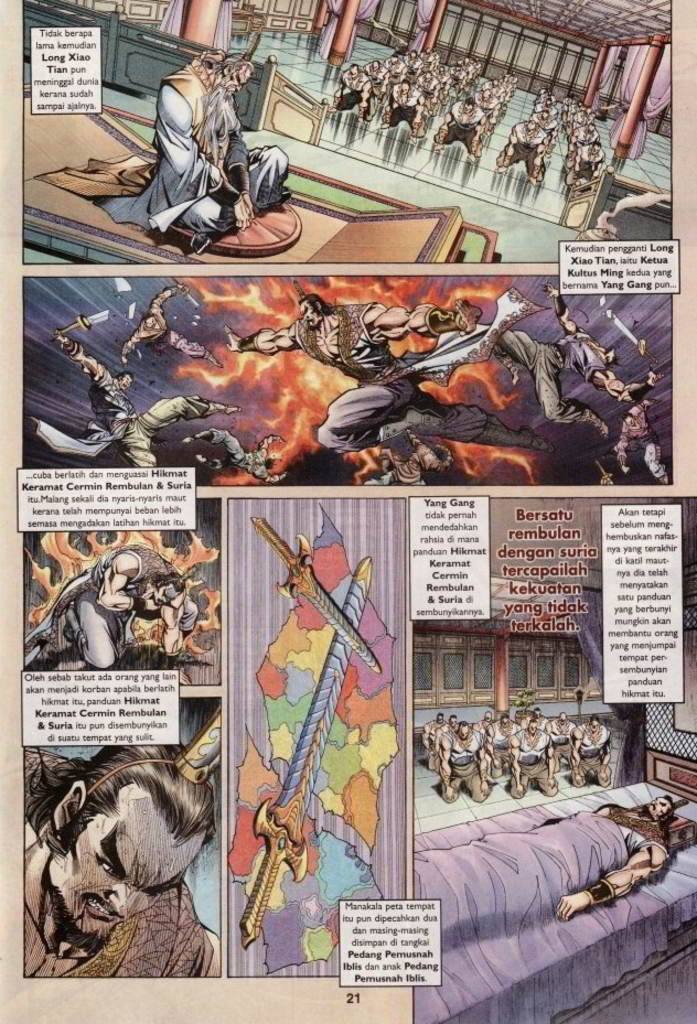 Tidak berapa
lama kemudian
Long Xiao
Tian pun
meninggal dunia
kerana sudah
sampai ajalnya.
Kemudian pengganti Long
Xiao Tian, iaitu Ketua
Kultus Ming kedua yang
bernama Yang Gang pun...
...cuba berlatih dan menguasai Hikmat
Keramat Cermin Rembulan & Suria
itu.Malang sekali dia nyaris-nyaris maut
kerana telah mempunyai beban lebih
semasa mengadakan latihan hikmat itu.
Oleh sebab takut ada orang yang lain
akan menjadi korban apabila berlatih
hikmat itu, panduan Hikmat
Keramat Cermin Rembulan
& Suria itu pun disembunyikan
di suatu tempat yang sulit.
Manakala peta tempat
itu pun dipecahkan dua
dan masing-masing
disimpan di tangkai
Pedang Pemusnah
Iblis dan anak Pedang
Pemusnah Iblis.
Yang Gang
tidak pernah
mendedahkan
rahsia di mana
panduan Hikmat
Keramat
Cermin
Rembulan
& Suria di
sembunyikannya.
Bersatu
rembulan
dengan suria
tercapailah
kekuatan
yang tidak
terkalah.
Akan tetapi
sebelum meng-
hembuskan nafas-
nya yang terakhir
di katil maut-
nya dia telah
menyatakan
satu panduan
yang berbunyi
mungkin akan
membantu orang
yang menjumpai
tempat per-
sembunyian
panduan
hikmat itu.
21